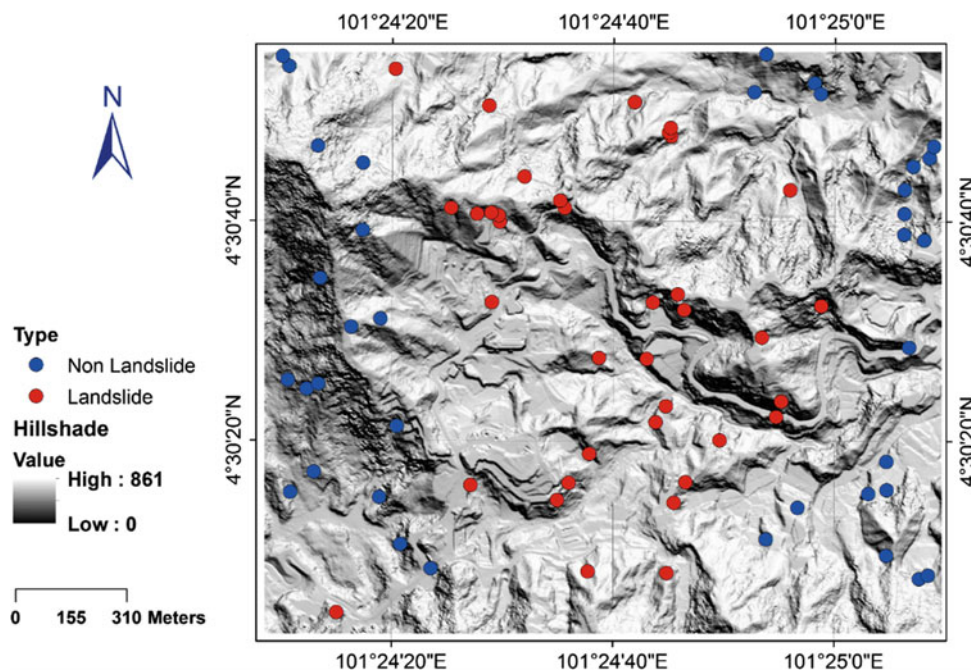 101°24'20"E 101°24'40"E 101°25'0"E
N
4°30'40"N
4°30'40"N
Type
Non Landslide
Landslide
Hillshade
Value
High : 861
Low : 0
4°30'20"N
4°30'20"N
0 155 310 Meters
101°24'20"E 101°24'40"E 101°25'0"E